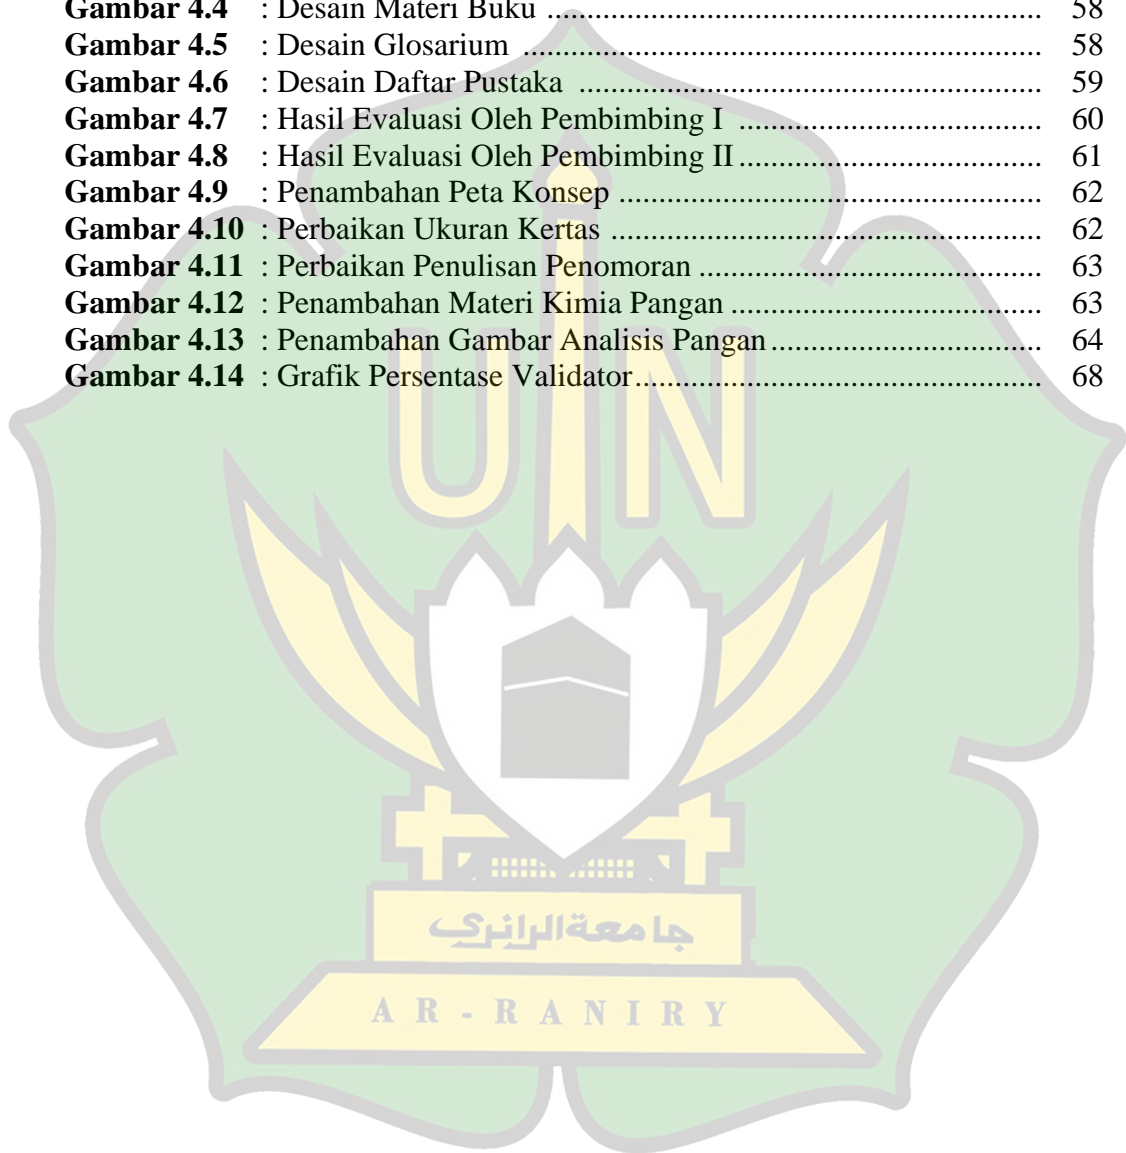 Gambar 4.4 : Desain Materi Buku ................................................................ 58
Gambar 4.5 : Desain Glosarium ................................................................... 58
Gambar 4.6 : Desain Daftar Pustaka ............................................................ 59
Gambar 4.7 : Hasil Evaluasi Oleh Pembimbing I ....................................... 60
Gambar 4.8 : Hasil Evaluasi Oleh Pembimbing II ....................................... 61
Gambar 4.9 : Penambahan Peta Konsep ...................................................... 62
Gambar 4.10 : Perbaikan Ukuran Kertas ....................................................... 62
Gambar 4.11 : Perbaikan Penulisan Penomoran ............................................ 63
Gambar 4.12 : Penambahan Materi Kimia Pangan ........................................ 63
Gambar 4.13 : Penambahan Gambar Analisis Pangan ................................... 64
Gambar 4.14 : Grafik Persentase Validator .................................................... 68
UIN
جامعة الرانري
AR-RANIRY